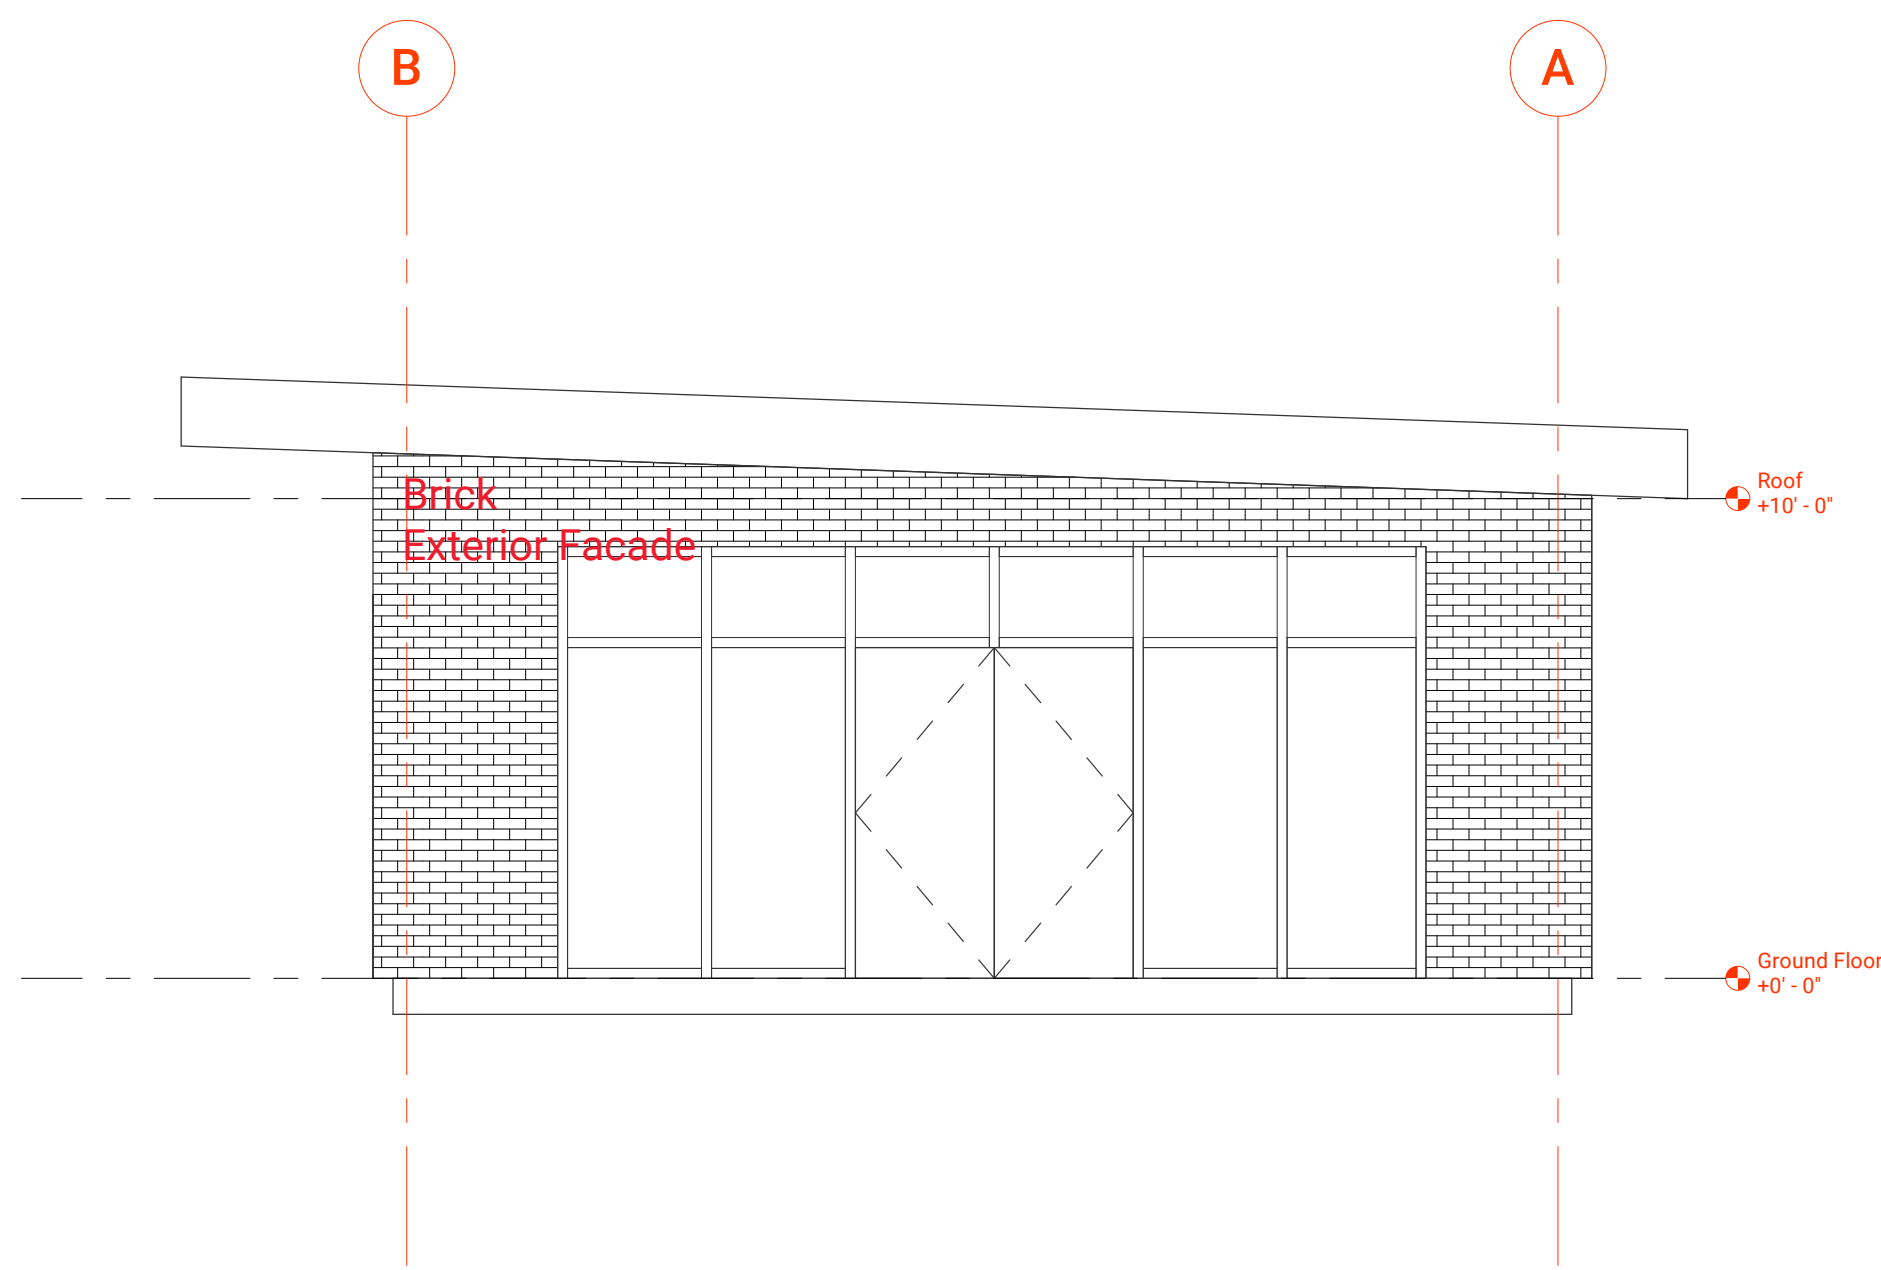 B
A
Roof
+10' - 0"
Brick
Exterior Facade
Ground Floor
+0' - 0"